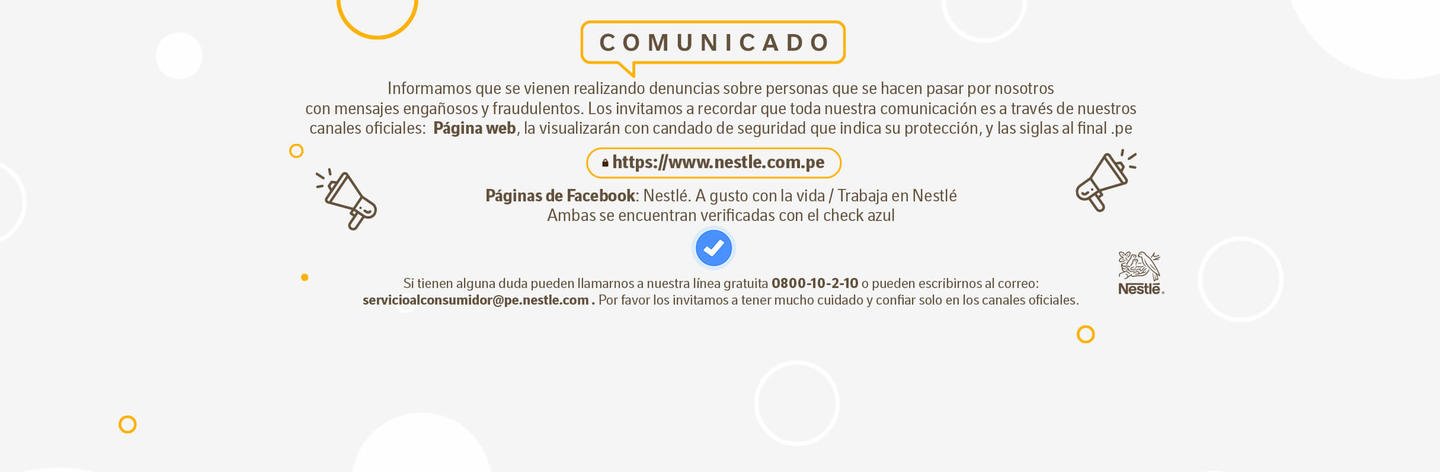 COMUNICADO
Informamos que se vienen realizando denuncias sobre personas que se hacen pasar por nosotros
con mensajes engañosos y fraudulentos. Los invitamos a recordar que toda nuestra comunicación es a través de nuestros
canales oficiales: Página web, la visualizarán con candado de seguridad que indica su protección, y las siglas al final .pe
https://www.nestle.com.pe
Páginas de Facebook: Nestlé. A gusto con la vida / Trabaja en Nestlé
Ambas se encuentran verificadas con el check azul
Si tienen alguna duda pueden llamarnos a nuestra línea gratuita 0800-10-2-10 o pueden escribirnos al correo:
servicioalconsumidor@pe.nestle.com . Por favor los invitamos a tener mucho cuidado y confiar solo en los canales oficiales.
Nestlé®